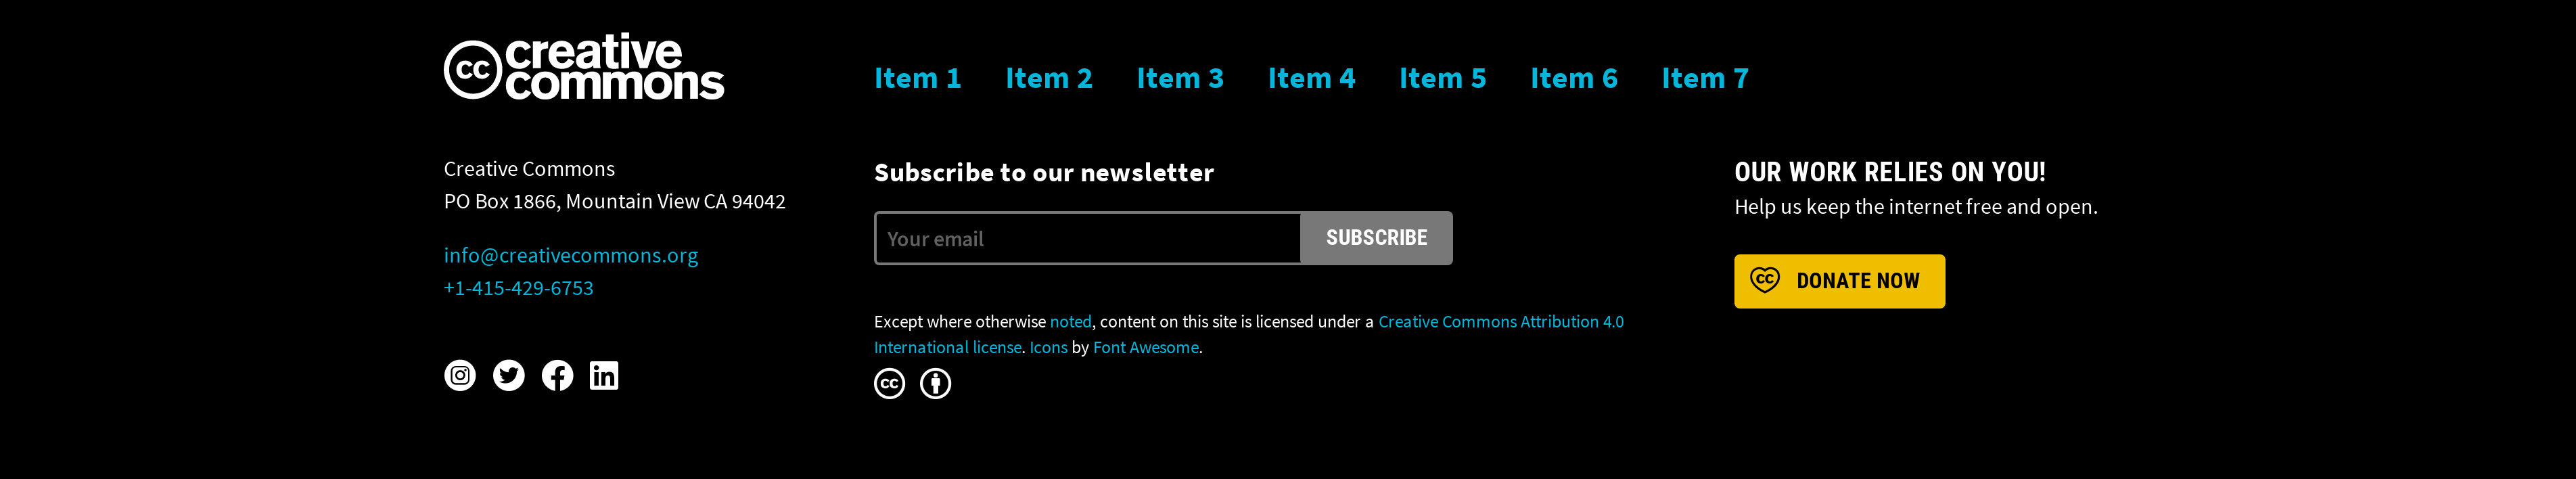 cc creative
commons
Item 1 Item 2 Item 3 Item 4 Item 5 Item 6 Item 7
Creative Commons
PO Box 1866, Mountain View CA 94042
info@creativecommons.org
+1-415-429-6753
in
Subscribe to our newsletter
Your email SUBSCRIBE
Except where otherwise noted, content on this site is licensed under a Creative Commons Attribution 4.0
International license. Icons by Font Awesome.
cc
OUR WORK RELIES ON YOU!
Help us keep the internet free and open.
cc DONATE NOW